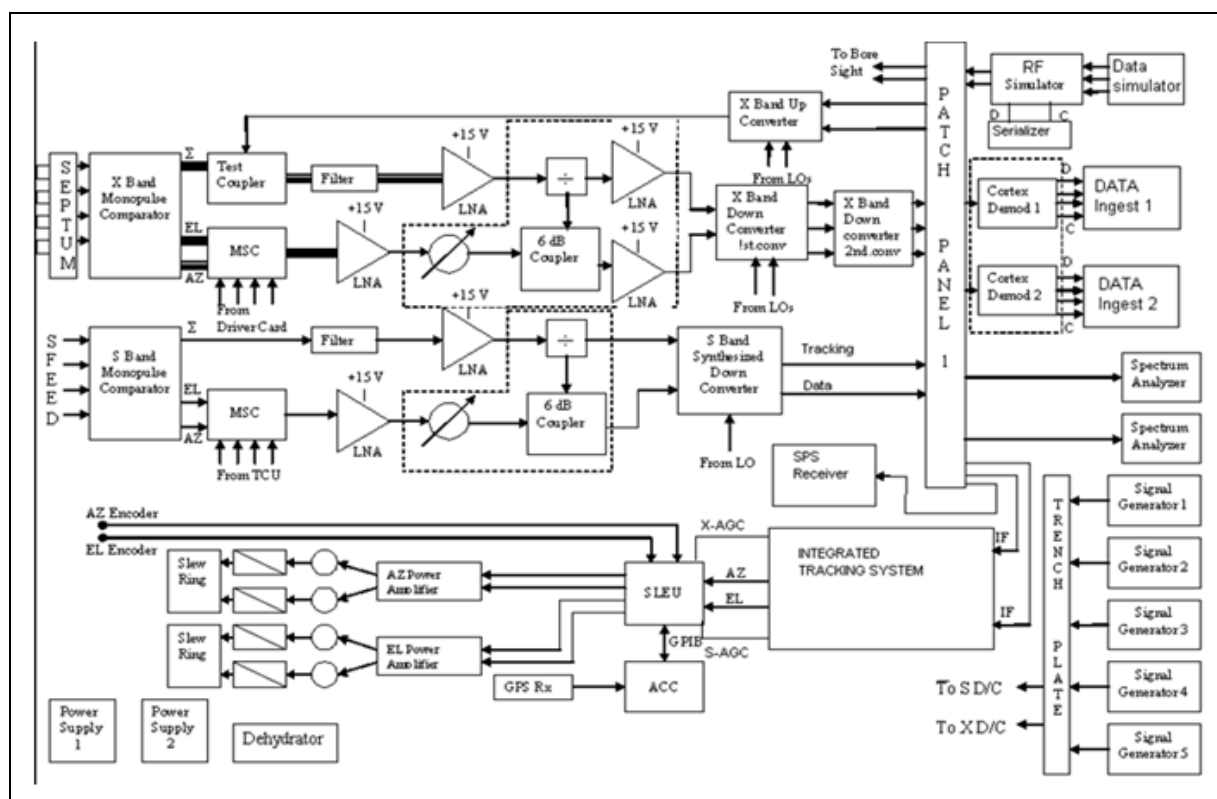 To Bore
Sight
X Band Up
Converter
From LOs
P
A
T
C
H
P
A
N
E
L
1
RF
Simulator
Data
simulator
D
C
Serializer
S
E
P
T
U
M
X Band
Monopulse
Comparator
Σ
EL
AZ
Test
Coupler
Filter
+15 V
LNA
÷
+15 V
MSC
From
Driver Card
+15V
LNA
6 dB
Coupler
+15 V
LNA
X Band
Down
Converter
!st.conv
From LOs
X Band
Down
converter
2nd.conv
Cortex
Demod 1
D
C
DATA
Ingest 1
Cortex
Demod 2
D
C
DATA
Ingest 2
S
F
E
E
D
S Band
Monopulse
Comparator
Σ
EL
AZ
Filter
+15 V
LNA
÷
MSC
From TCU
+15V
LNA
6 dB
Coupler
S Band
Synthesized
Down
Converter
Tracking
Data
From LO
Spectrum
Analyzer
Spectrum
Analyzer
SPS
Receiver
AZ Encoder
EL Encoder
Slew
Ring
AZ Power
Amplifier
Slew
Ring
EL Power
Amplifier
SLEU
X-AGC
AZ
EL
GPIB
S-AGC
GPS Rx
ACC
INTEGRATED
TRACKING SYSTEM
IF
IF
T
R
E
N
C
H
P
L
A
T
E
Signal
Generator 1
Signal
Generator 2
Signal
Generator 3
Signal
Generator 4
Signal
Generator 5
To S D/C
To X D/C
Power
Supply
1
Power
Supply
2
Dehydrator